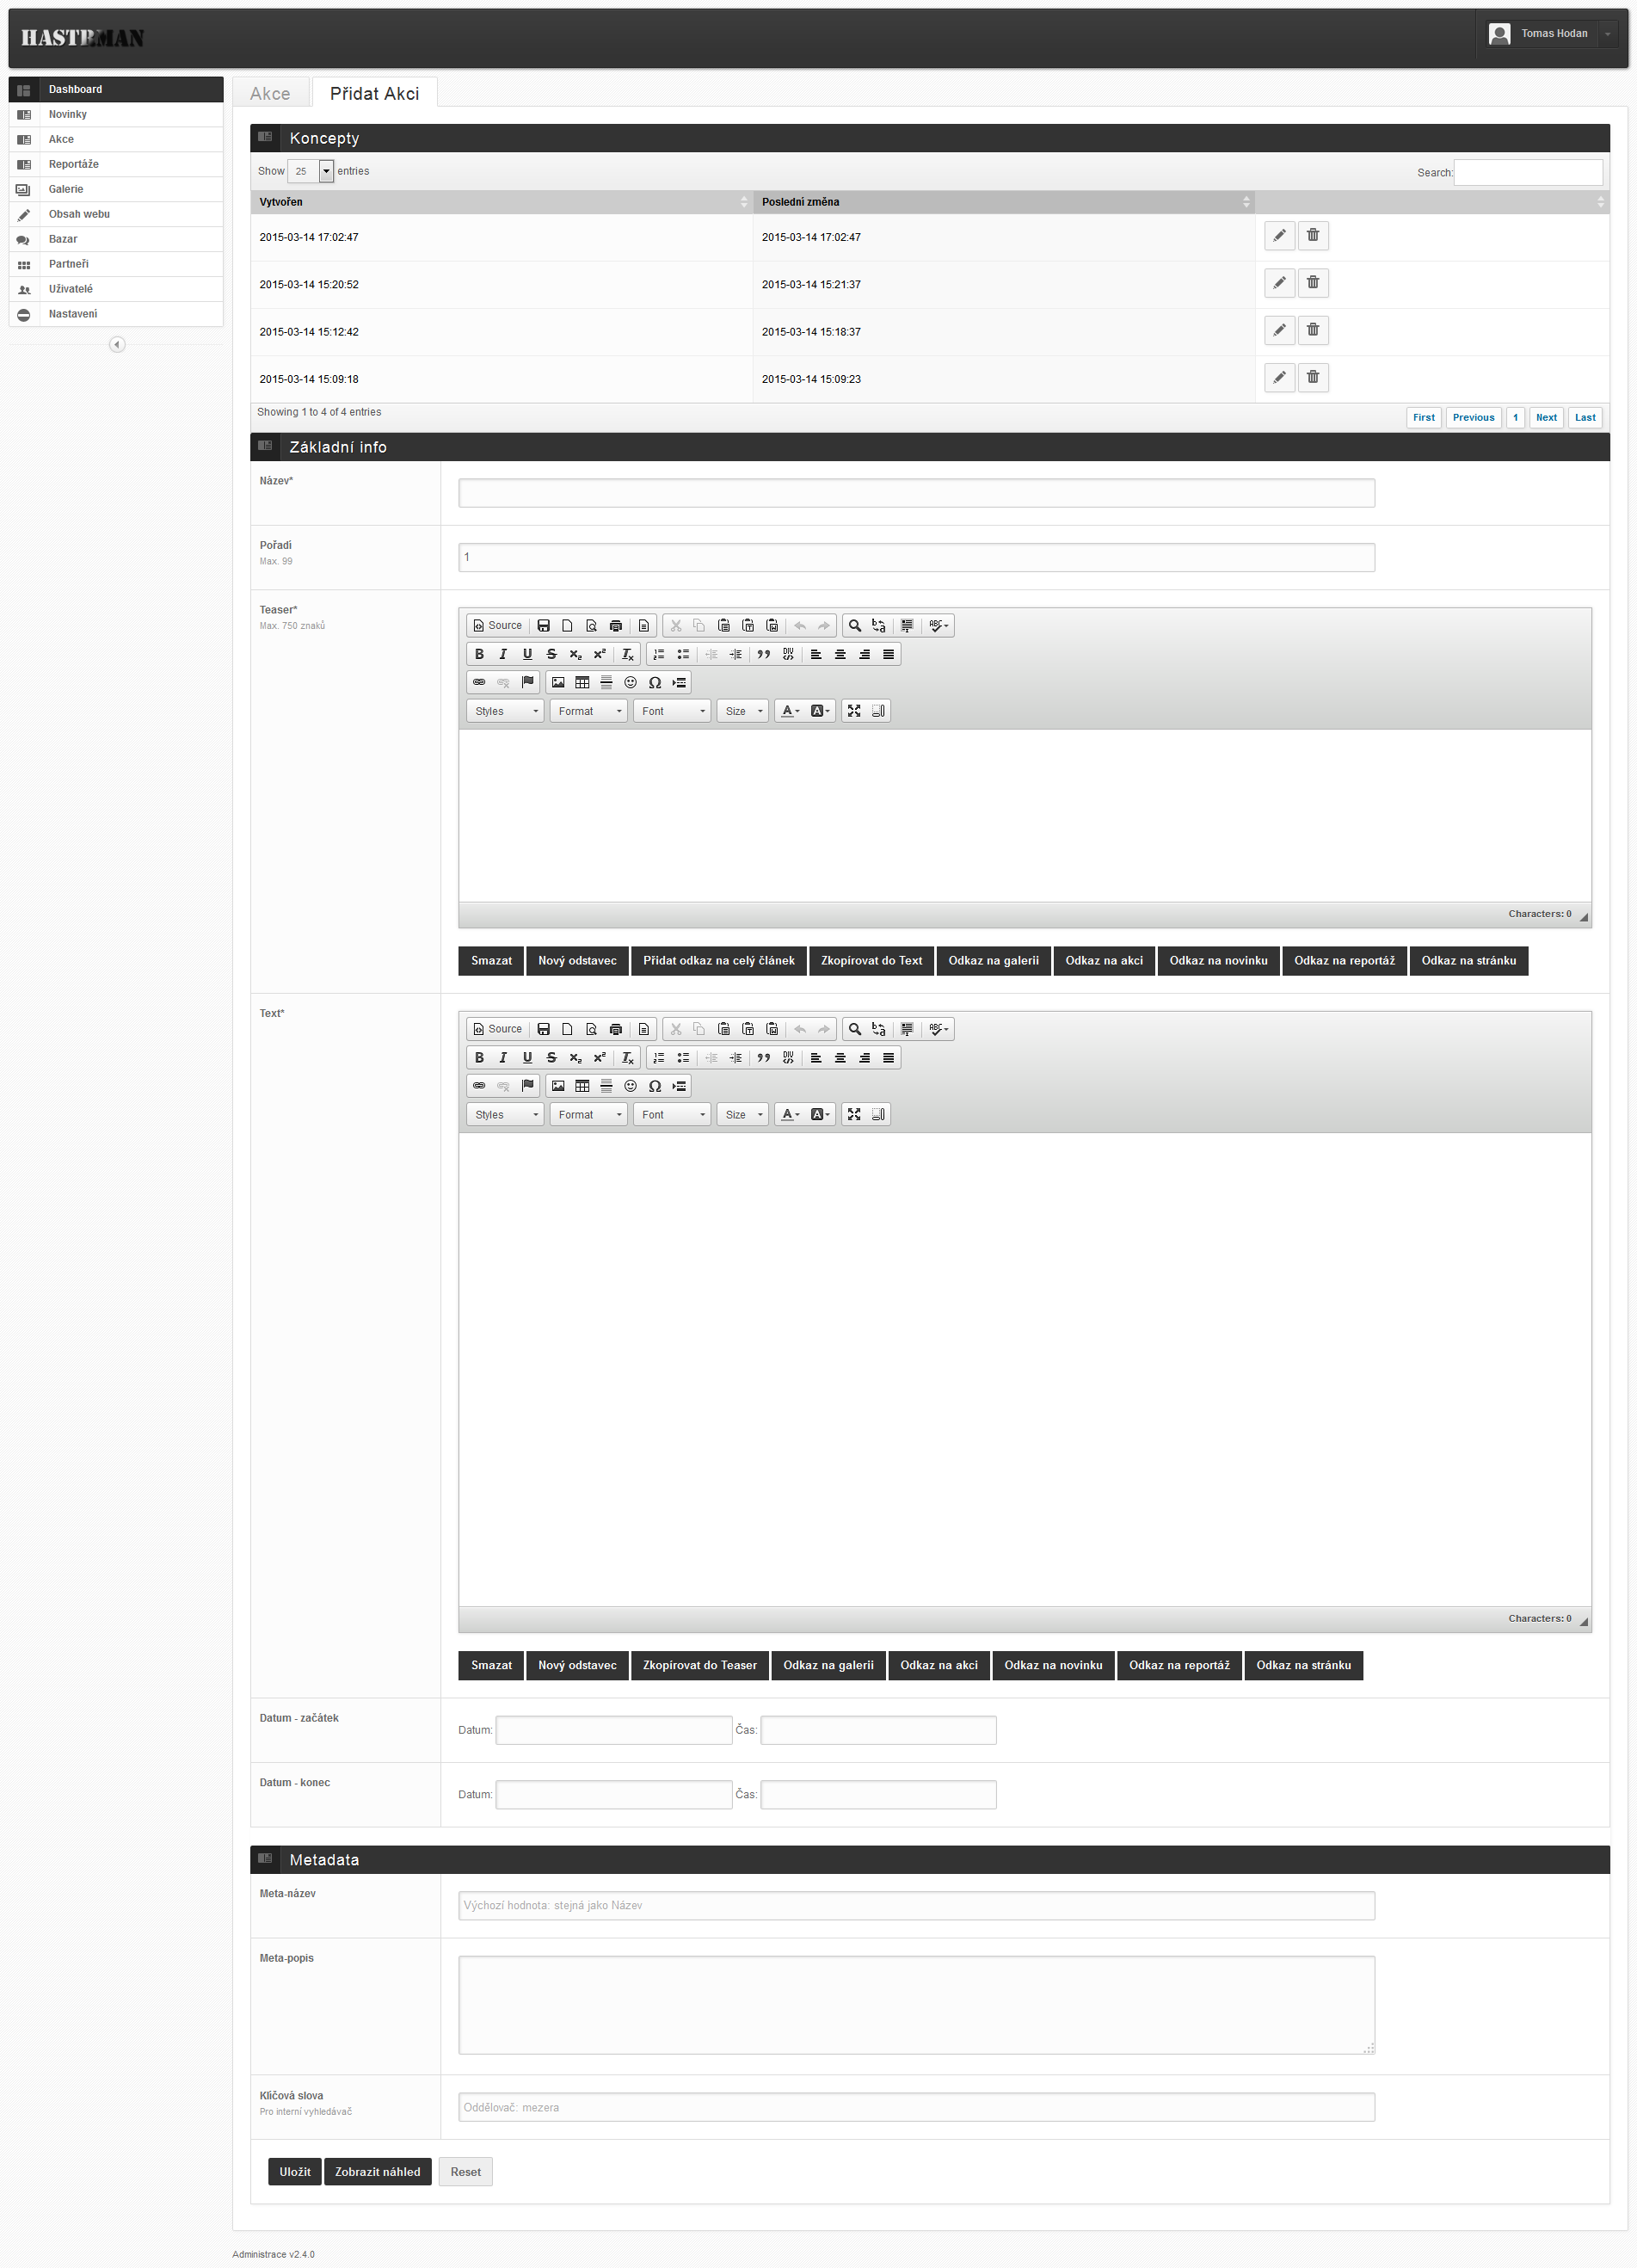 HASTRMAN
Tomas Hodan
Dashboard
Novinky
Akce
Reportáže
Galerie
Obsah webu
Bazar
Partneři
Uživatelé
Nastavení
Akce
Přidat Akci
Koncepty
Show 25 entries
Search:
Vytvořen Poslední změna
2015-03-14 17:02:47 2015-03-14 17:02:47
2015-03-14 15:20:52 2015-03-14 15:21:37
2015-03-14 15:12:42 2015-03-14 15:18:37
2015-03-14 15:09:18 2015-03-14 15:09:23
Showing 1 to 4 of 4 entries
First Previous 1 Next Last
Základní info
Název*
Pořadí
Max. 99
1
Teaser*
Max. 750 znaků
Source
Styles Format Font Size
Characters: 0
Smazat Nový odstavec Přidat odkaz na celý článek Zkopírovat do Text Odkaz na galerii Odkaz na akci Odkaz na novinku Odkaz na reportáž Odkaz na stránku
Text*
Source
Styles Format Font Size
Characters: 0
Smazat Nový odstavec Zkopírovat do Teaser Odkaz na galerii Odkaz na akci Odkaz na novinku Odkaz na reportáž Odkaz na stránku
Datum - začátek
Datum: Čas:
Datum - konec
Datum: Čas:
Metadata
Meta-název
Výchozí hodnota: stejná jako Název
Meta-popis
Klíčová slova
Pro interní vyhledávač
Oddělovač: mezera
Uložit Zobrazit náhled Reset
Administrace v2.4.0